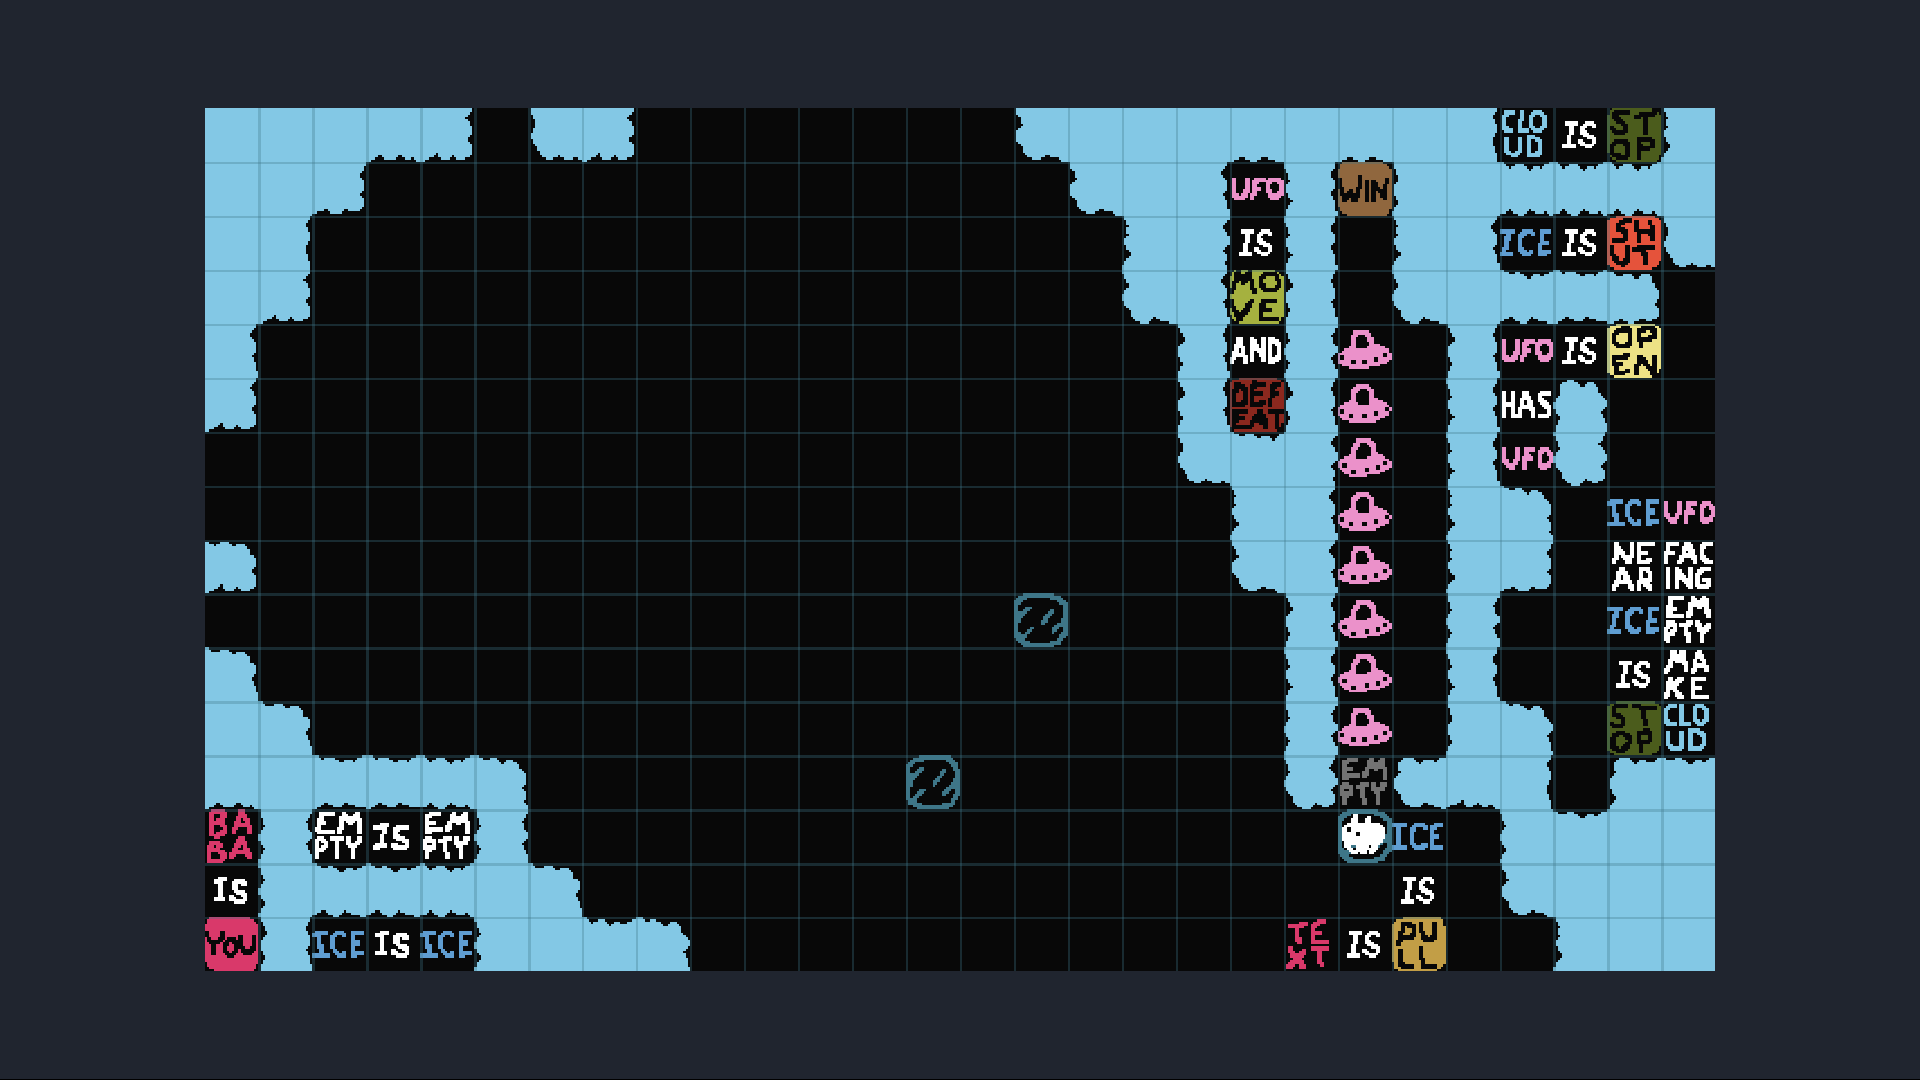 CLOUD IS STOP
UFO WIN
IS ICE IS SHUT
MOVE
AND UFO IS OPEN
DEFEAT HAS
UFO
ICE UFO
NEAR FACING
ICE EMPTY
IS MAKE
STOP CLOUD
EMPTY
BABA EMPTY IS EMPTY ICE
IS IS
YOU ICE IS ICE TEXT IS PULL